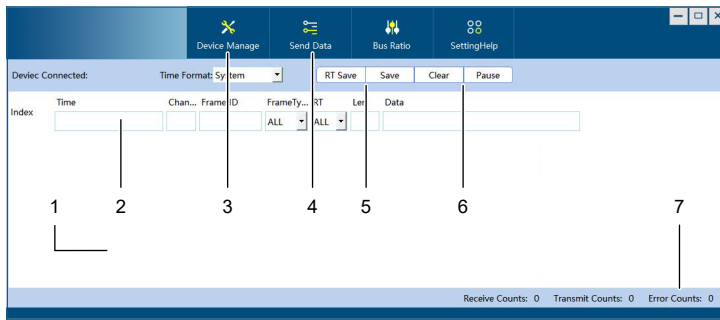 Device Manage Send Data Bus Ratio SettingHelp
Deviec Connected: Time Format: System RT Save Save Clear Pause
Index Time Chan... Frame ID FrameTy... RT Len Data
ALL ALL
1 2 3 4 5 6 7
Receive Counts: 0 Transmit Counts: 0 Error Counts: 0